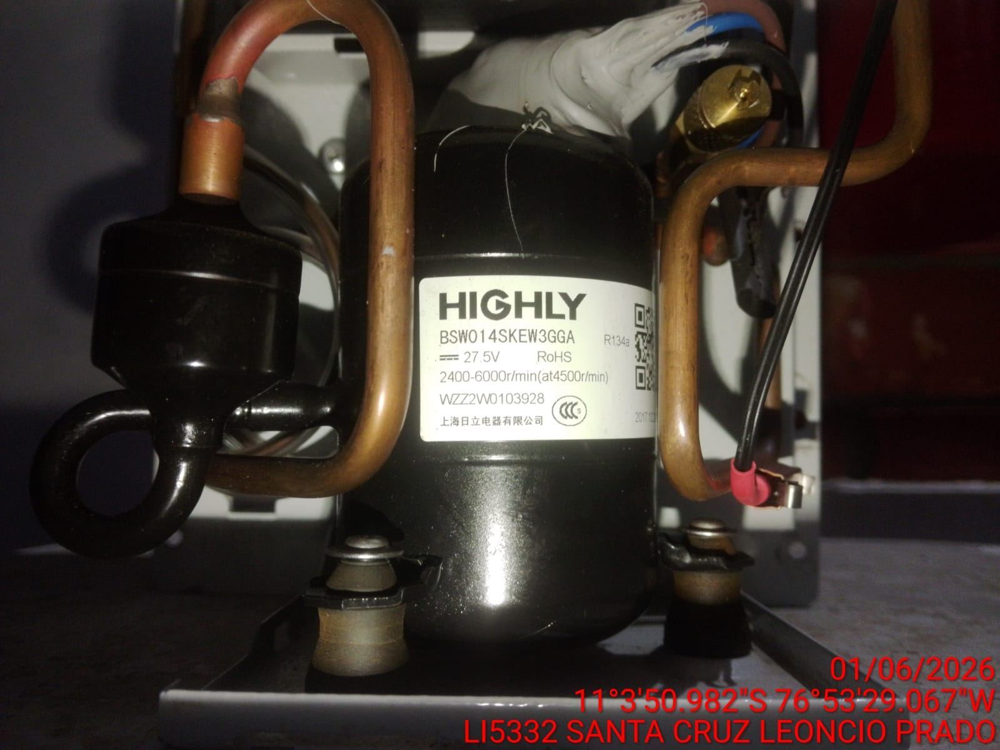 HIGHLY
BSW014SKEW3GGA R134a
27.5V RoHS
2400-6000r/min(at4500r/min)
WZZ2W0103928
上海日立电器有限公司
CCC S
01/06/2026
11°3'50.982"S 76°53'29.067"W
LI5332 SANTA CRUZ LEONCIO PRADO